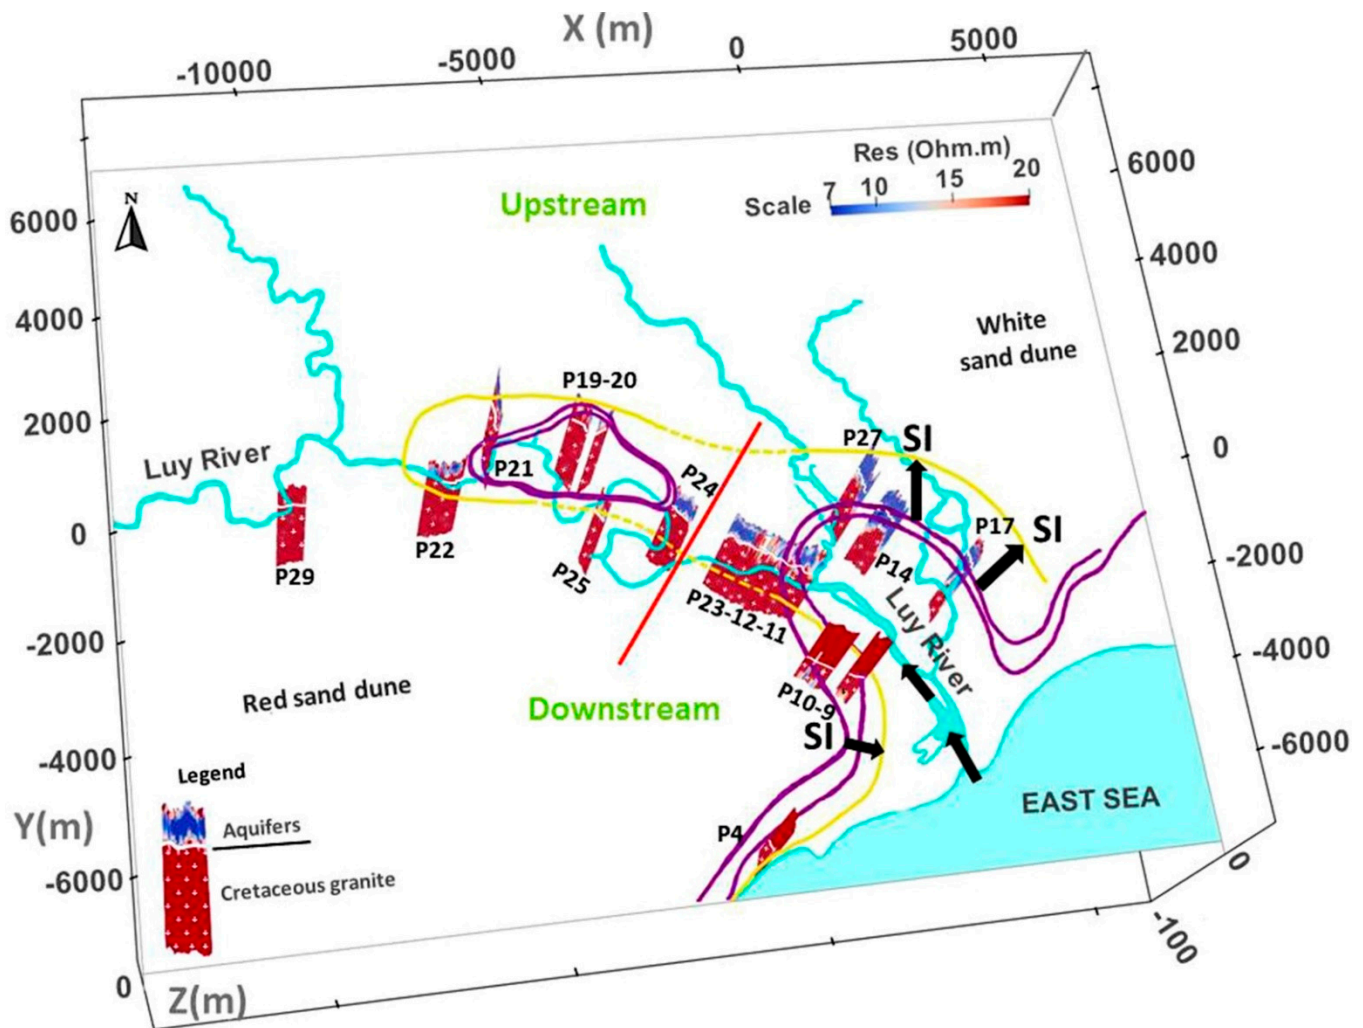 X (m)
-10000
-5000
0
5000
Res (Ohm.m)
Scale
7
10
15
20
N
Upstream
6000
4000
2000
0
-2000
-4000
-6000
6000
4000
2000
0
-2000
-4000
-6000
White
sand dune
P19-20
Luy River
P27
SI
P21
P24
P17
SI
P22
P29
P25
P14
P23-12-11
Luy River
Red sand dune
P10-9
Downstream
SI
Legend
EAST SEA
Y(m)
Aquifers
P4
Cretaceous granite
0
-100
0
Z(m)